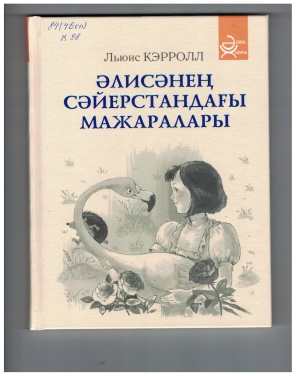 84(4Вел)
К 98
Льюис КЭРРОЛЛ
ӘЛИСӘНЕҢ
СӘЙЕРСТАНДАҒЫ
МАЖАРАЛАРЫ